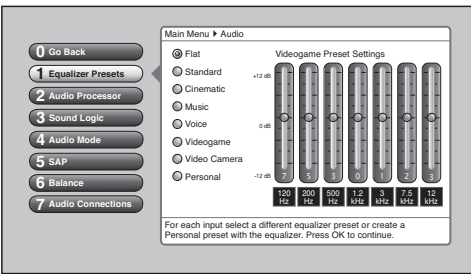 Main Menu ▶ Audio
0 Go Back
1 Equalizer Presets
2 Audio Processor
3 Sound Logic
4 Audio Mode
5 SAP
6 Balance
7 Audio Connections
Flat
Standard
Cinematic
Music
Voice
Videogame
Video Camera
Personal
Videogame Preset Settings
+12 dB
0 dB
-12 dB
7 5 3 0 1 2 3
120 Hz 200 Hz 500 Hz 1.2 kHz 3 kHz 7.5 kHz 12 kHz
For each input select a different equalizer preset or create a
Personal preset with the equalizer. Press OK to continue.